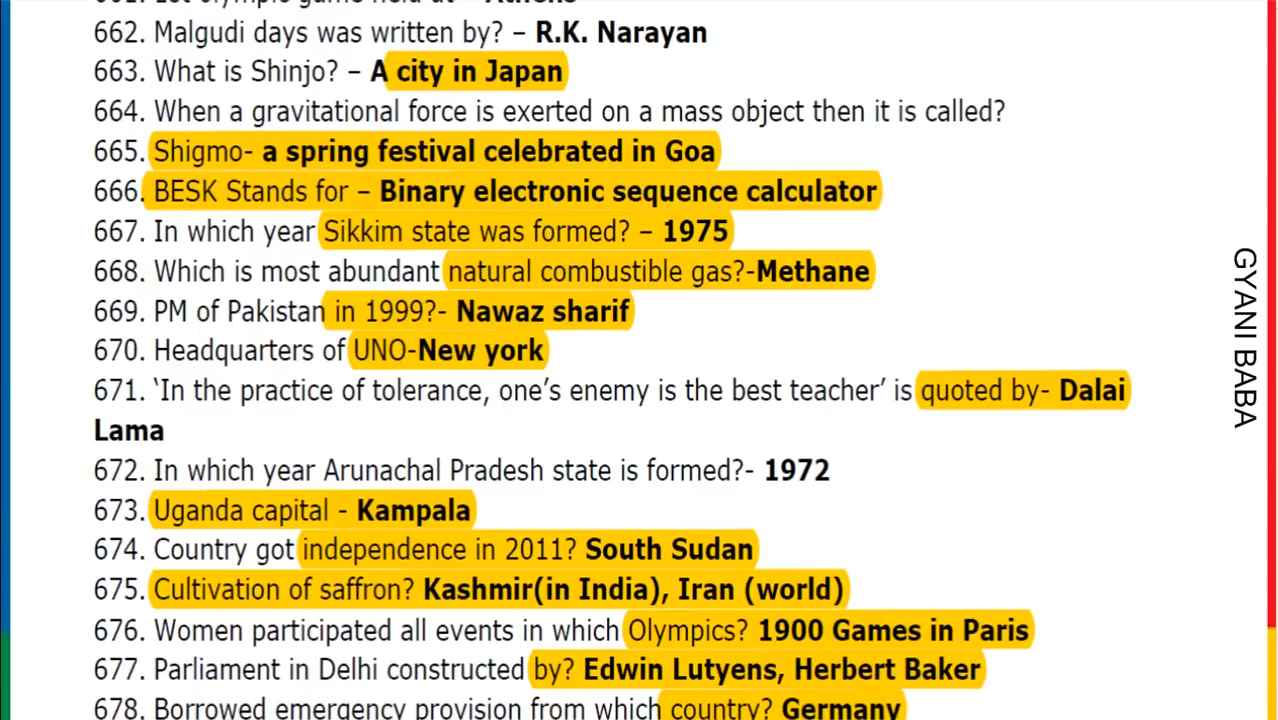 661. 1st olympic game held at – Athens
662. Malgudi days was written by? – R.K. Narayan
663. What is Shinjo? – A city in Japan
664. When a gravitational force is exerted on a mass object then it is called?
665. Shigmo- a spring festival celebrated in Goa
666. BESK Stands for – Binary electronic sequence calculator
667. In which year Sikkim state was formed? – 1975
668. Which is most abundant natural combustible gas?-Methane
669. PM of Pakistan in 1999?- Nawaz sharif
670. Headquarters of UNO-New york
671. ‘In the practice of tolerance, one’s enemy is the best teacher’ is quoted by- Dalai
Lama
672. In which year Arunachal Pradesh state is formed?- 1972
673. Uganda capital - Kampala
674. Country got independence in 2011? South Sudan
675. Cultivation of saffron? Kashmir(in India), Iran (world)
676. Women participated all events in which Olympics? 1900 Games in Paris
677. Parliament in Delhi constructed by? Edwin Lutyens, Herbert Baker
678. Borrowed emergency provision from which country? Germany
GYANI BABA